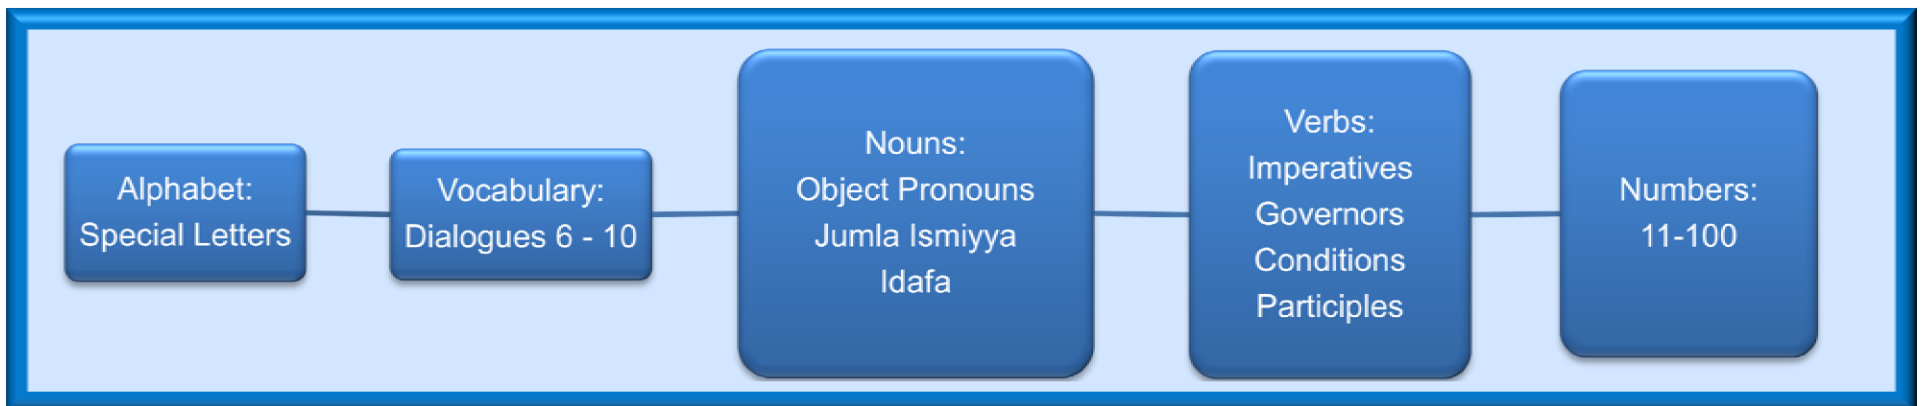 Alphabet:
Special Letters
Vocabulary:
Dialogues 6 - 10
Nouns:
Object Pronouns
Jumla Ismiyya
Idafa
Verbs:
Imperatives
Governors
Conditions
Participles
Numbers:
11-100